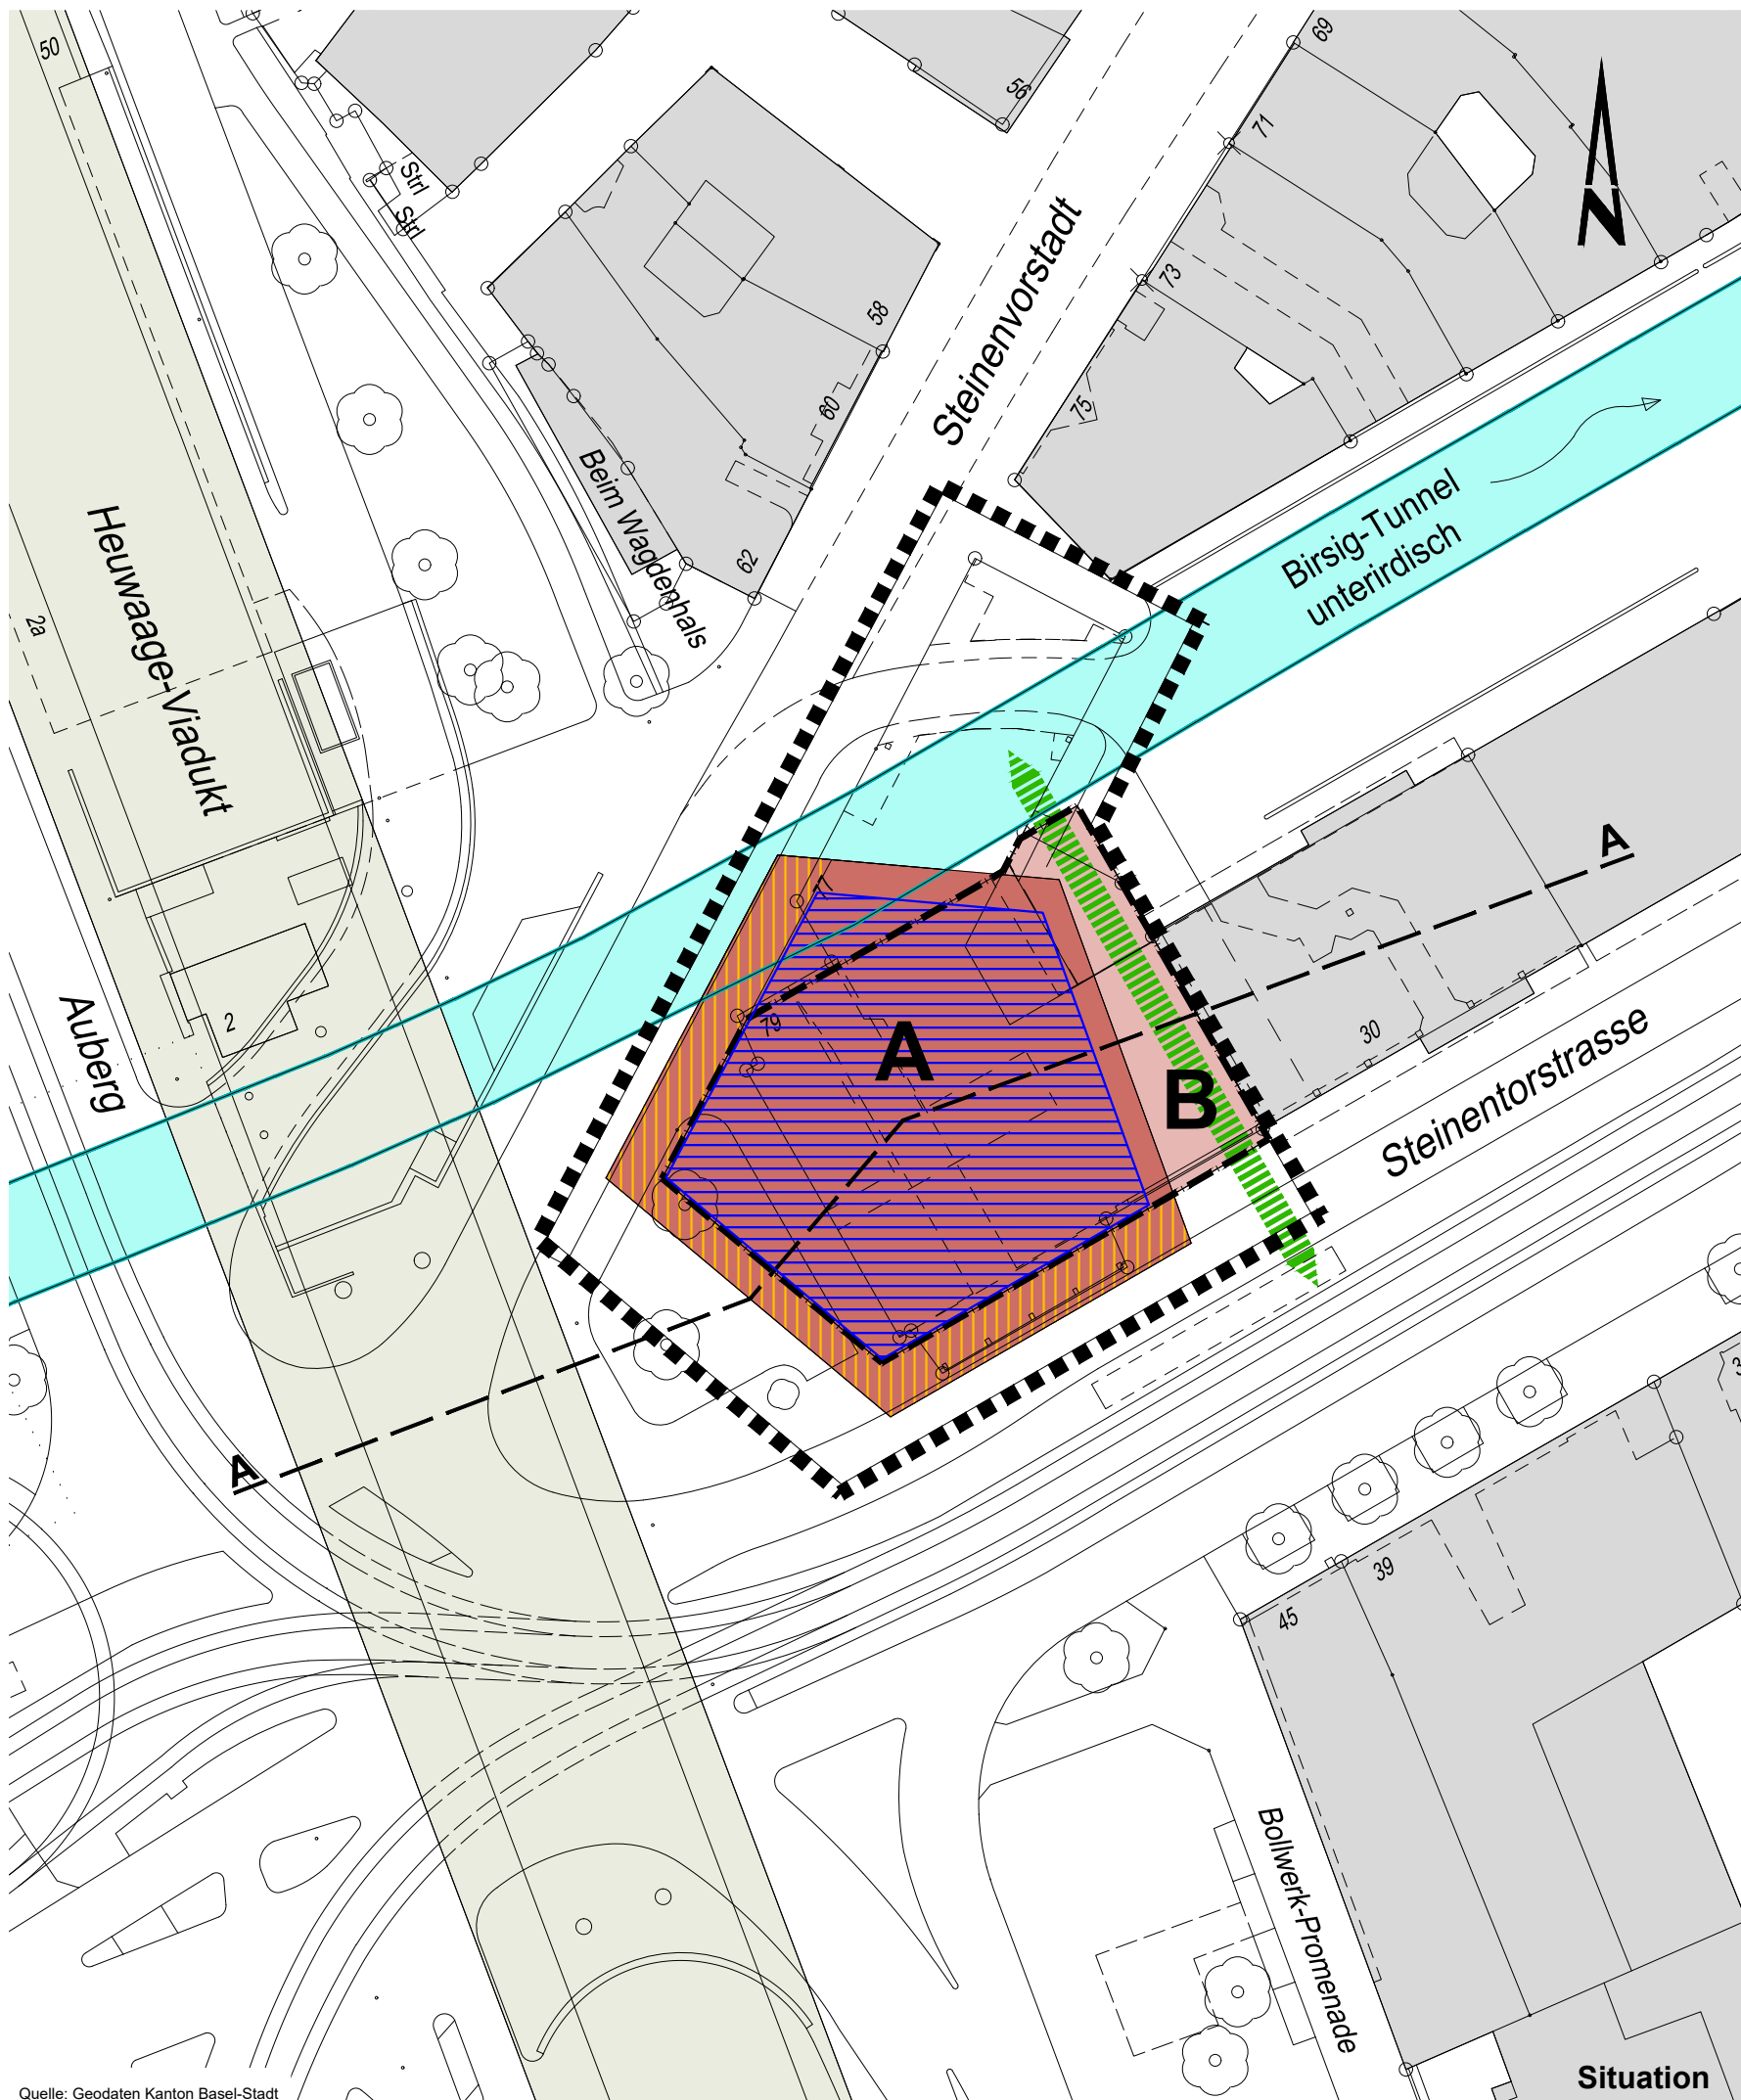 50
56
69
71
Strl
Strl
N
73
58
Steinenvorstadt
60
75
Beim Wagdenhals
62
Birsig-Tunnel
unterirdisch
Heuwaage-Viadukt
2a
77
A
79
A
2
Auberg
B
30
Steinentorstrasse
A
39
45
Bollwerk-Promenade
Situation
Quelle: Geodaten Kanton Basel-Stadt